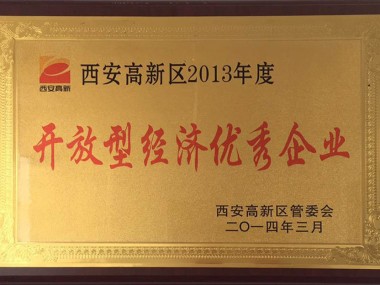 西安高新
西安高新区2013年度
开放型经济优秀企业
西安高新区管委会
二〇一四年三月